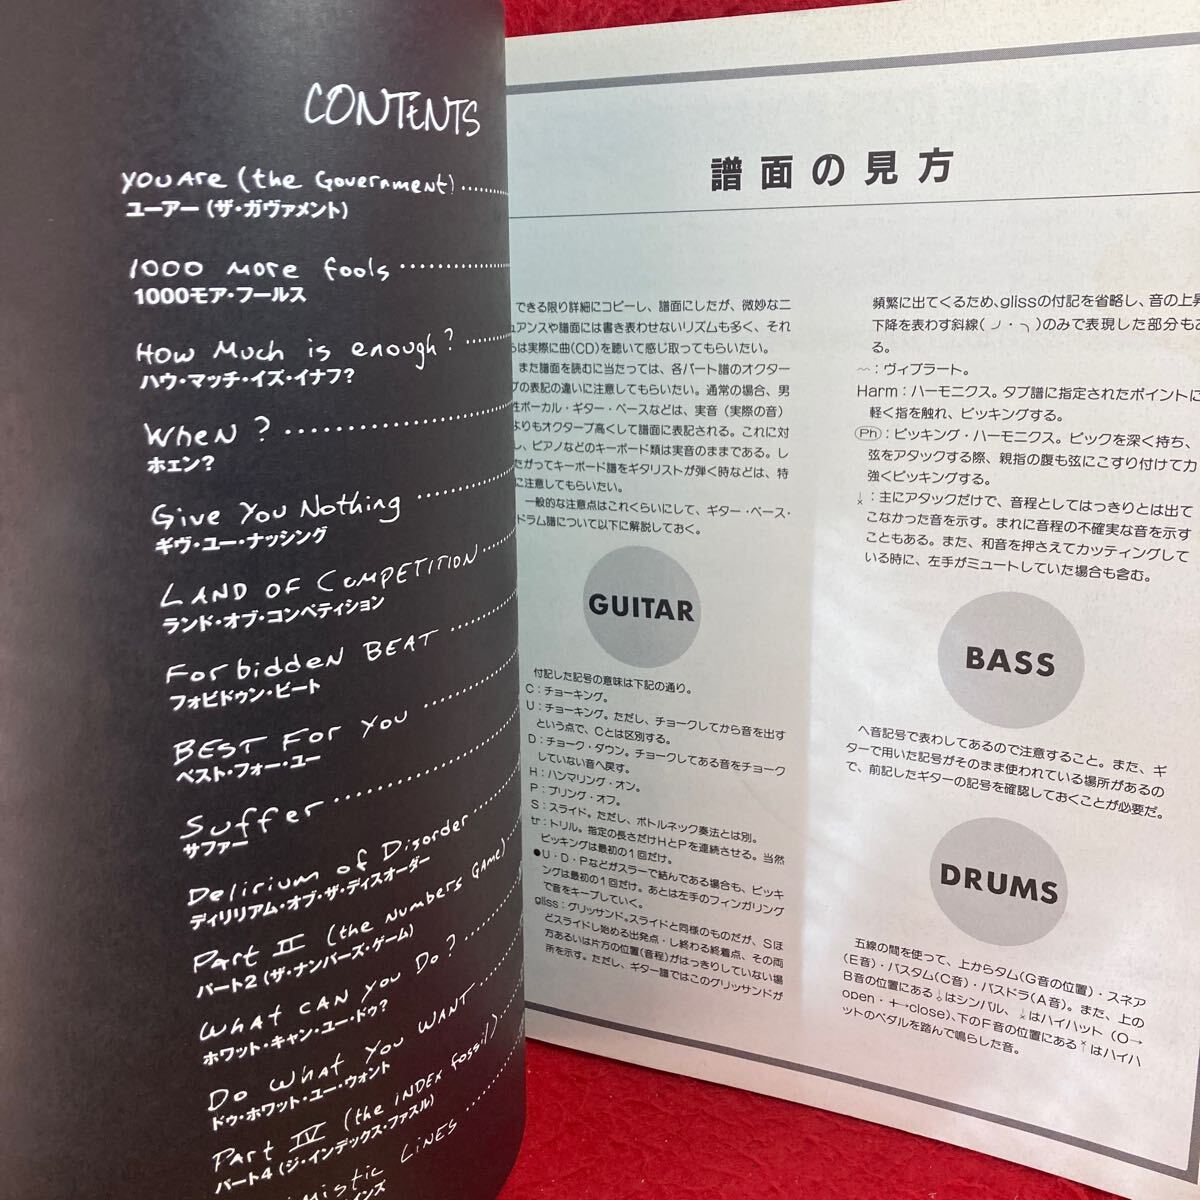 CONTENTS
YOU ARE (the Government)
ユーアー (ザ・ガヴァメント)
1000 MORE fools
1000モア・フールス
HOW MUCH is enough?
ハウ・マッチ・イズ・イナフ?
WHEN ?
ホェン?
Give YOU NOTHING
ギヴ・ユー・ナッシング
LAND OF COMPETITION
ランド・オブ・コンペティション
Forbidden BEAT
フォビドゥン・ビート
BEST FOR YOU
ベスト・フォー・ユー
Suffer
サファー
Delirium of Disorder
ディリリアム・オブ・ザ・ディスオーダー
Part II (the Numbers Game)
パート2 (ザ・ナンバーズ・ゲーム)
WHAT CAN YOU DO?
ホワット・キャン・ユー・ドゥ?
DO WHAT YOU WANT
ドゥ・ホワット・ユー・ウォント
Part IV (the INDEX fossil)
パート4 (ジ・インデックス・ファスル)
mistic LINES
インズ
譜面の見方
できる限り詳細にコピーし、譜面にしたが、微妙なニ
ュアンスや譜面には書き表わせないリズムも多く、それ
らは実際に曲(CD)を聴いて感じ取ってもらいたい。
また譜面を読むに当たっては、各パート譜のオクター
ブの表記の違いに注意してもらいたい。通常の場合、男
性ボーカル・ギター・ベースなどは、実音(実際の音)
よりもオクターブ高くして譜面に表記される。これに対
し、ピアノなどのキーボード類は実音のままである。し
たがってキーボード譜をギタリストが弾く時などは、特
に注意してもらいたい。
一般的な注意点はこれくらいにして、ギター・ベース・
ドラム譜について以下に解説しておく。
GUITAR
付記した記号の意味は下記の通り。
C:チョーキング。
U:チョーキング。ただし、チョークしてから音を出す
という点で、Cとは区別する。
D:チョーク・ダウン。チョークしてある音をチョーク
していない音へ戻す。
H:ハンマリング・オン。
P:プリング・オフ。
S:スライド。ただし、ボトルネック奏法とは別。
tr:トリル。指定の長さだけHとPを連続させる。当然
ピッキングは最初の1回だけ。
●U・D・Pなどがスラーで結んである場合も、ピッキ
ングは最初の1回だけ。あとは左手のフィンガリング
で音をキープしていく。
gliss:グリッサンド。スライドと同様のものだが、Sほ
どスライドし始める出発点・し終わる終着点、その両
方あるいは片方の位置(音程)がはっきりしていない場
所を示す。ただし、ギター譜ではこのグリッサンドが
頻繁に出てくるため、glissの付記を省略し、音の上昇
下降を表わす斜線(╯・╮)のみで表現した部分もあ
る。
〰:ヴィブラート。
Harm:ハーモニクス。タブ譜に指定されたポイントに
軽く指を触れ、ピッキングする。
(Ph):ピッキング・ハーモニクス。ピックを深く持ち、
弦をアタックする際、親指の腹も弦にこすり付けて力
強くピッキングする。
:主にアタックだけで、音程としてはっきりとは出て
こなかった音を示す。まれに音程の不確実な音を示す
こともある。また、和音を押さえてカッティングして
いる時に、左手がミュートしていた場合も含む。
BASS
ヘ音記号で表わしてあるので注意すること。また、ギ
ターで用いた記号がそのまま使われている場所があるの
で、前記したギターの記号を確認しておくことが必要だ。
DRUMS
五線の間を使って、上からタム(G音の位置)・スネア
(E音)・バスタム(C音)・バスドラ(A音)。また、上の
B音の位置にある はシンバル、 はハイハット (○→
open・+→close)、下のF音の位置にある はハイハ
ットのペダルを踏んで鳴らした音。